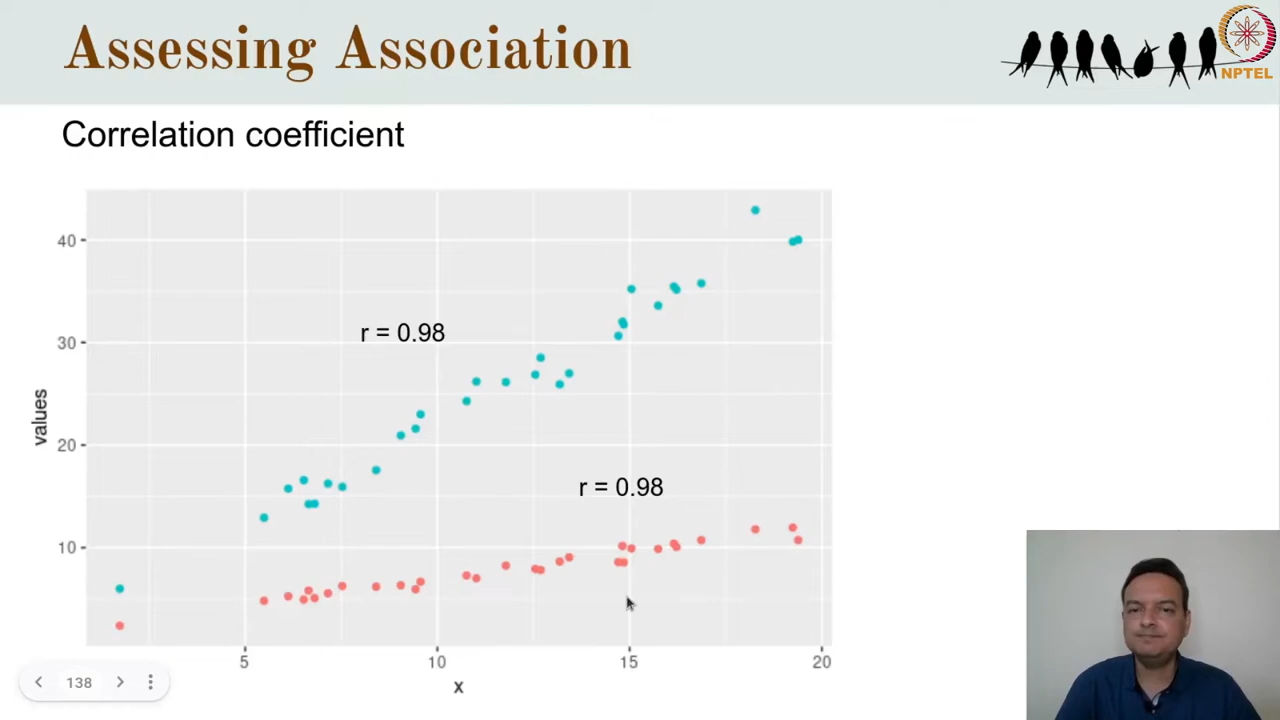 Assessing Association
NPTEL
Correlation coefficient
40
30
20
10
values
r = 0.98
r = 0.98
5
10
15
20
x
138